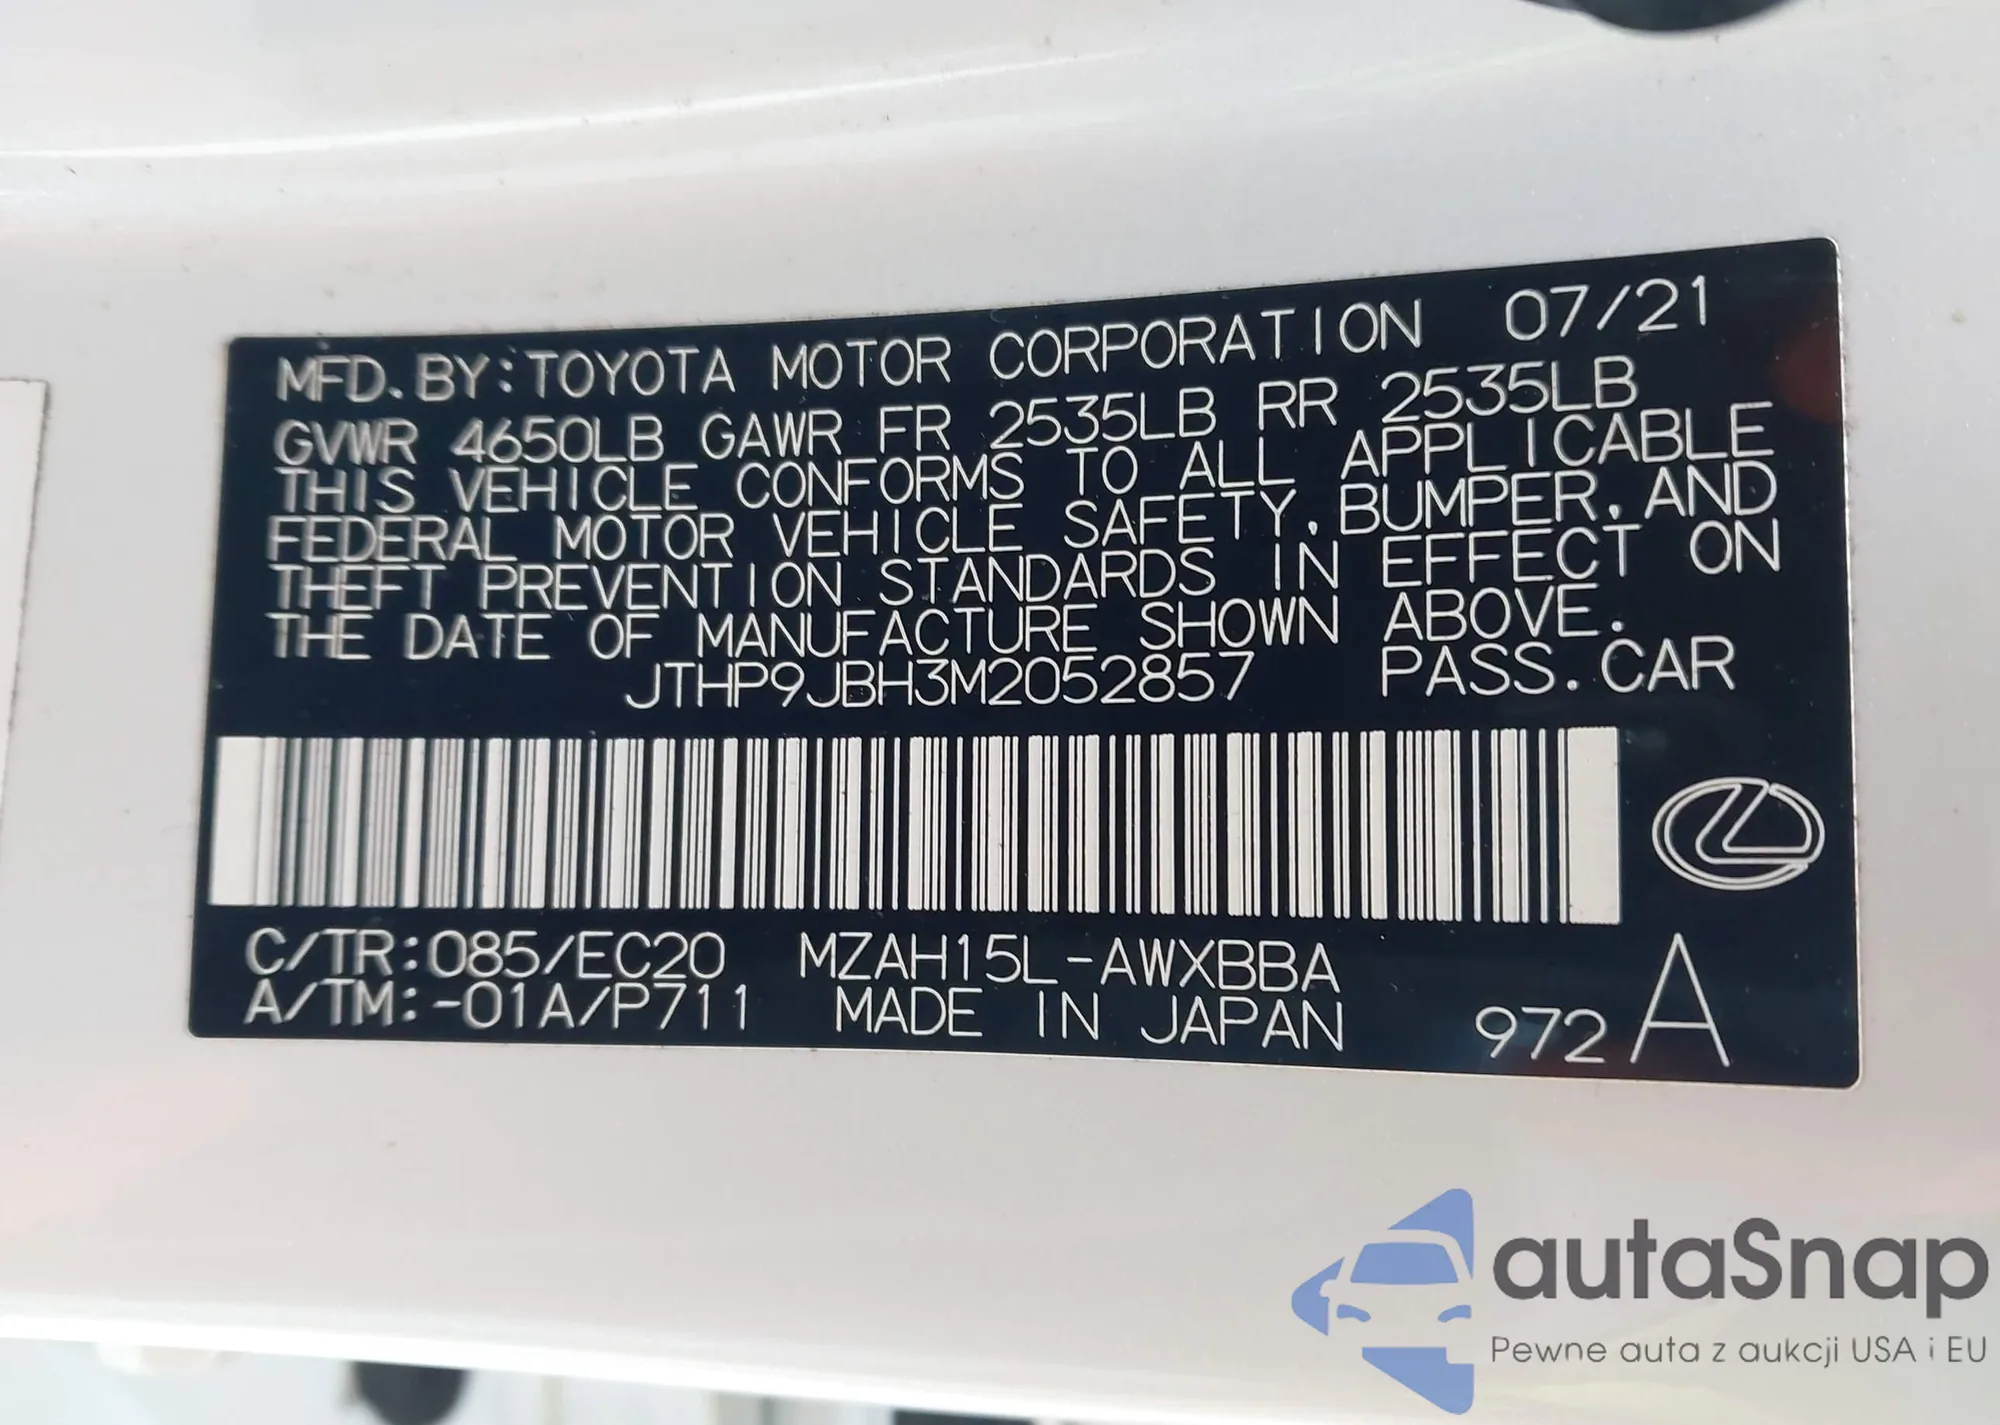 MFD.BY:TOYOTA MOTOR CORPORATION 07/21
GVWR 4650LB GAWR FR 2535LB RR 2535LB
THIS VEHICLE CONFORMS TO ALL APPLICABLE
FEDERAL MOTOR VEHICLE SAFETY,BUMPER,AND
THEFT PREVENTION STANDARDS IN EFFECT ON
THE DATE OF MANUFACTURE SHOWN ABOVE.
JTHP9JBH3M2052857 PASS.CAR
C/TR:085/EC20 MZAH15L-AWXBBA
A/TM:-01A/P711 MADE IN JAPAN 972 A
autaSnap
Pewne auta z aukcji USA i EU